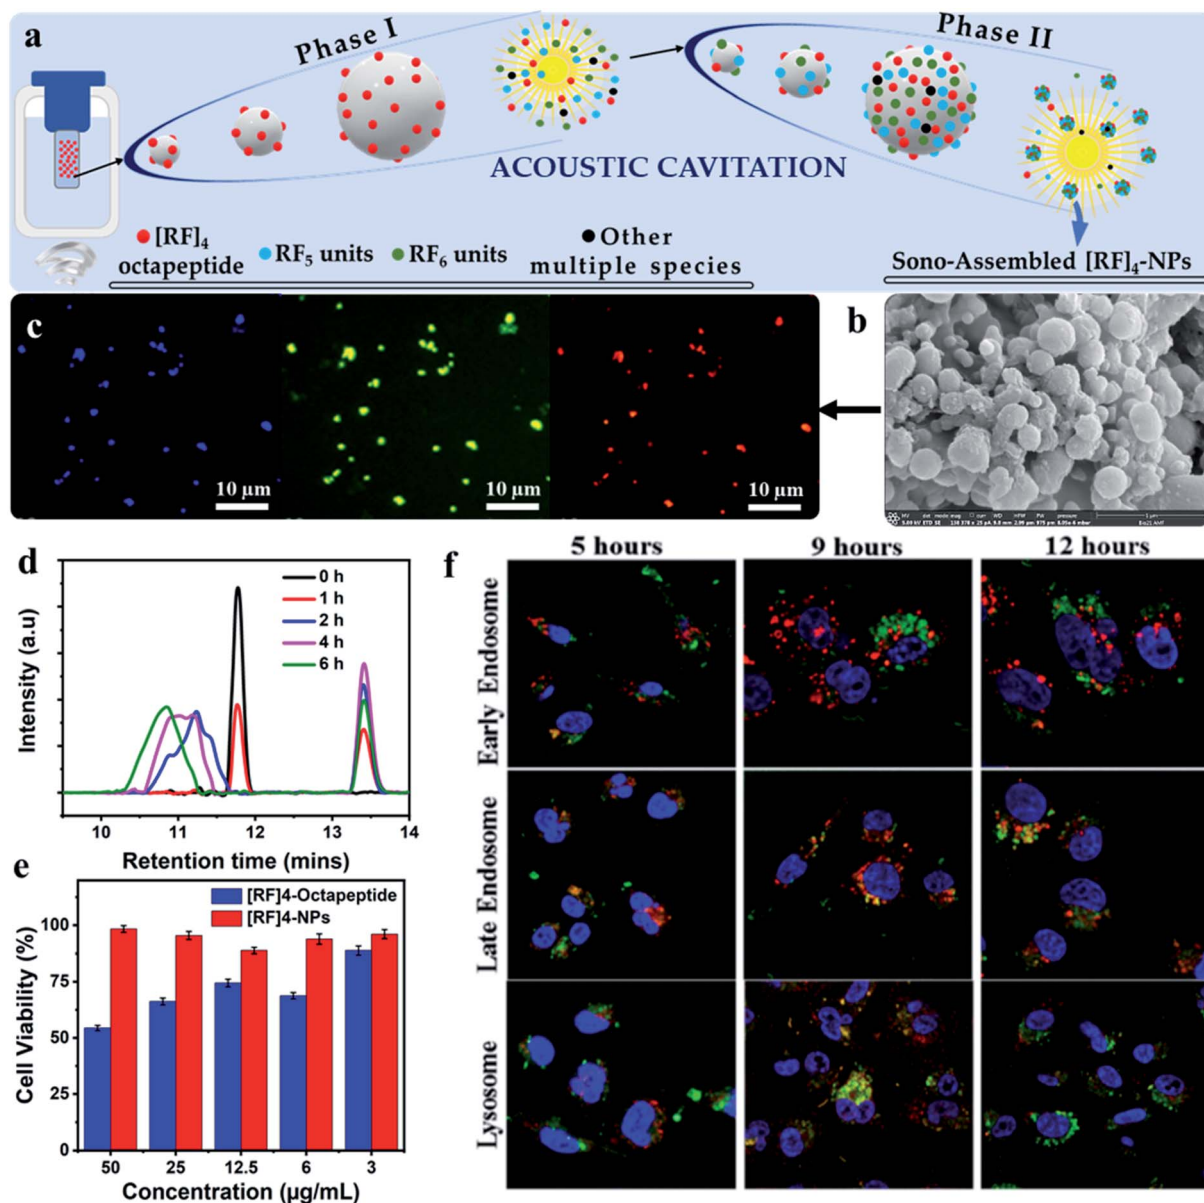 a
Phase I
Phase II
ACOUSTIC CAVITATION
[RF]₄
octapeptide
RF₅ units
RF₆ units
Other
multiple species
Sono-Assembled [RF]₄-NPs
c
10 µm
10 µm
10 µm
b
1 µm
d
0 h
1 h
2 h
4 h
6 h
Intensity (a.u)
10 11 12 13 14
Retention time (mins)
e
[RF]4-Octapeptide
[RF]4-NPs
Cell Viability (%)
100
75
50
25
0
50 25 12.5 6 3
Concentration (µg/mL)
f
5 hours 9 hours 12 hours
Early Endosome
Late Endosome
Lysosome